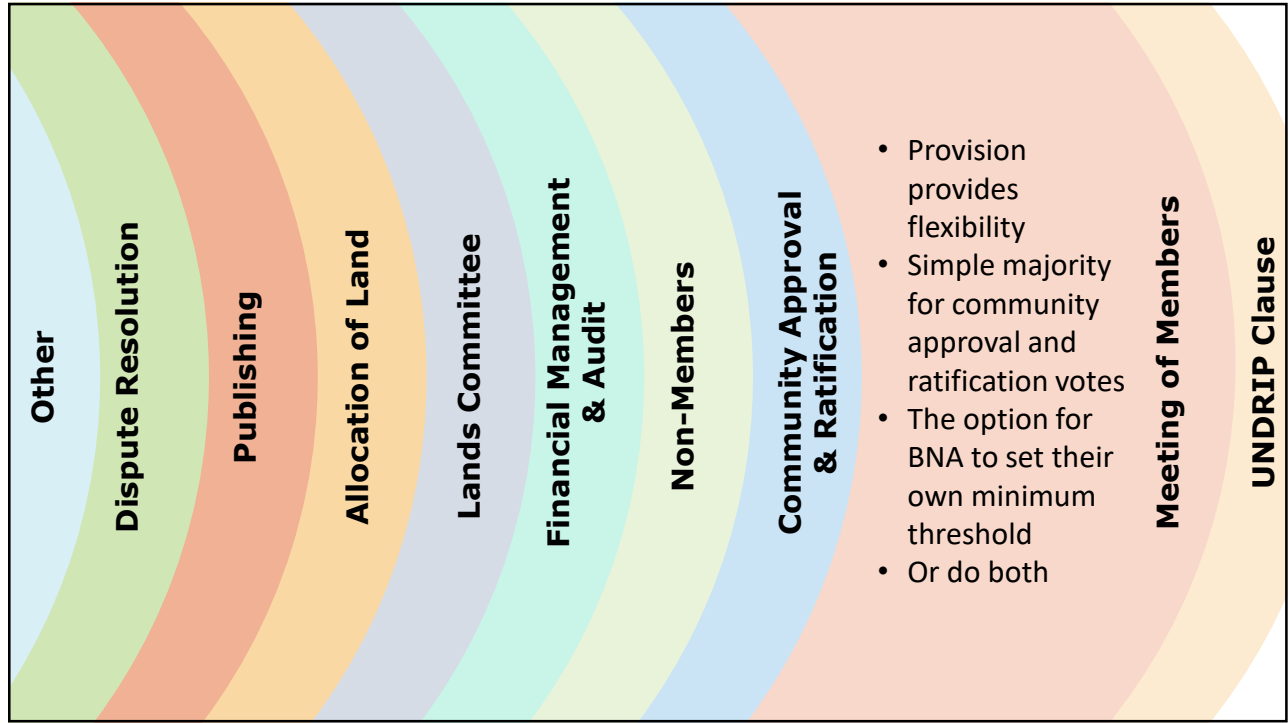 Other
Dispute Resolution
Publishing
Allocation of Land
Lands Committee
Financial Management
& Audit
Non-Members
Community Approval
& Ratification
• Provision
provides
flexibility
• Simple majority
for community
approval and
ratification votes
• The option for
BNA to set their
own minimum
threshold
• Or do both
Meeting of Members
UNDRIP Clause